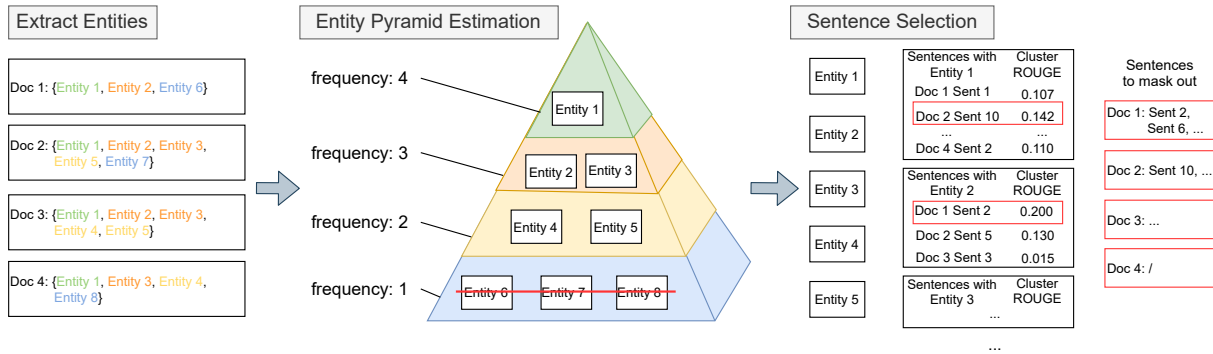 Extract Entities
Doc 1: {Entity 1, Entity 2, Entity 6}
Doc 2: {Entity 1, Entity 2, Entity 3,
Entity 5, Entity 7}
Doc 3: {Entity 1, Entity 2, Entity 3,
Entity 4, Entity 5}
Doc 4: {Entity 1, Entity 3, Entity 4,
Entity 8}
Entity Pyramid Estimation
frequency: 4
Entity 1
frequency: 3
Entity 2 Entity 3
frequency: 2
Entity 4 Entity 5
frequency: 1
Entity 6 Entity 7 Entity 8
Sentence Selection
Entity 1
Entity 2
Entity 3
Entity 4
Entity 5
Sentences with Cluster
Entity 1 ROUGE
Doc 1 Sent 1 0.107
Doc 2 Sent 10 0.142
... ...
Doc 4 Sent 2 0.110
Sentences with Cluster
Entity 2 ROUGE
Doc 1 Sent 2 0.200
Doc 2 Sent 5 0.130
Doc 3 Sent 3 0.015
Sentences with Cluster
Entity 3 ROUGE
...
...
Sentences
to mask out
Doc 1: Sent 2,
Sent 6, ...
Doc 2: Sent 10, ...
Doc 3: ...
Doc 4: /